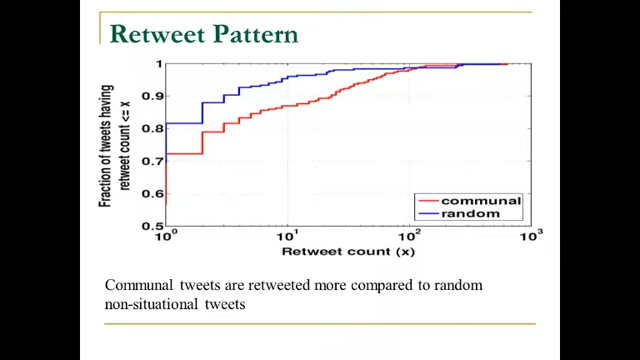 Retweet Pattern
Fraction of tweets having
retweet count <= x
1
0.9
0.8
0.7
0.6
0.5
10^0
10^1
10^2
10^3
Retweet count (x)
communal
random
Communal tweets are retweeted more compared to random
non-situational tweets